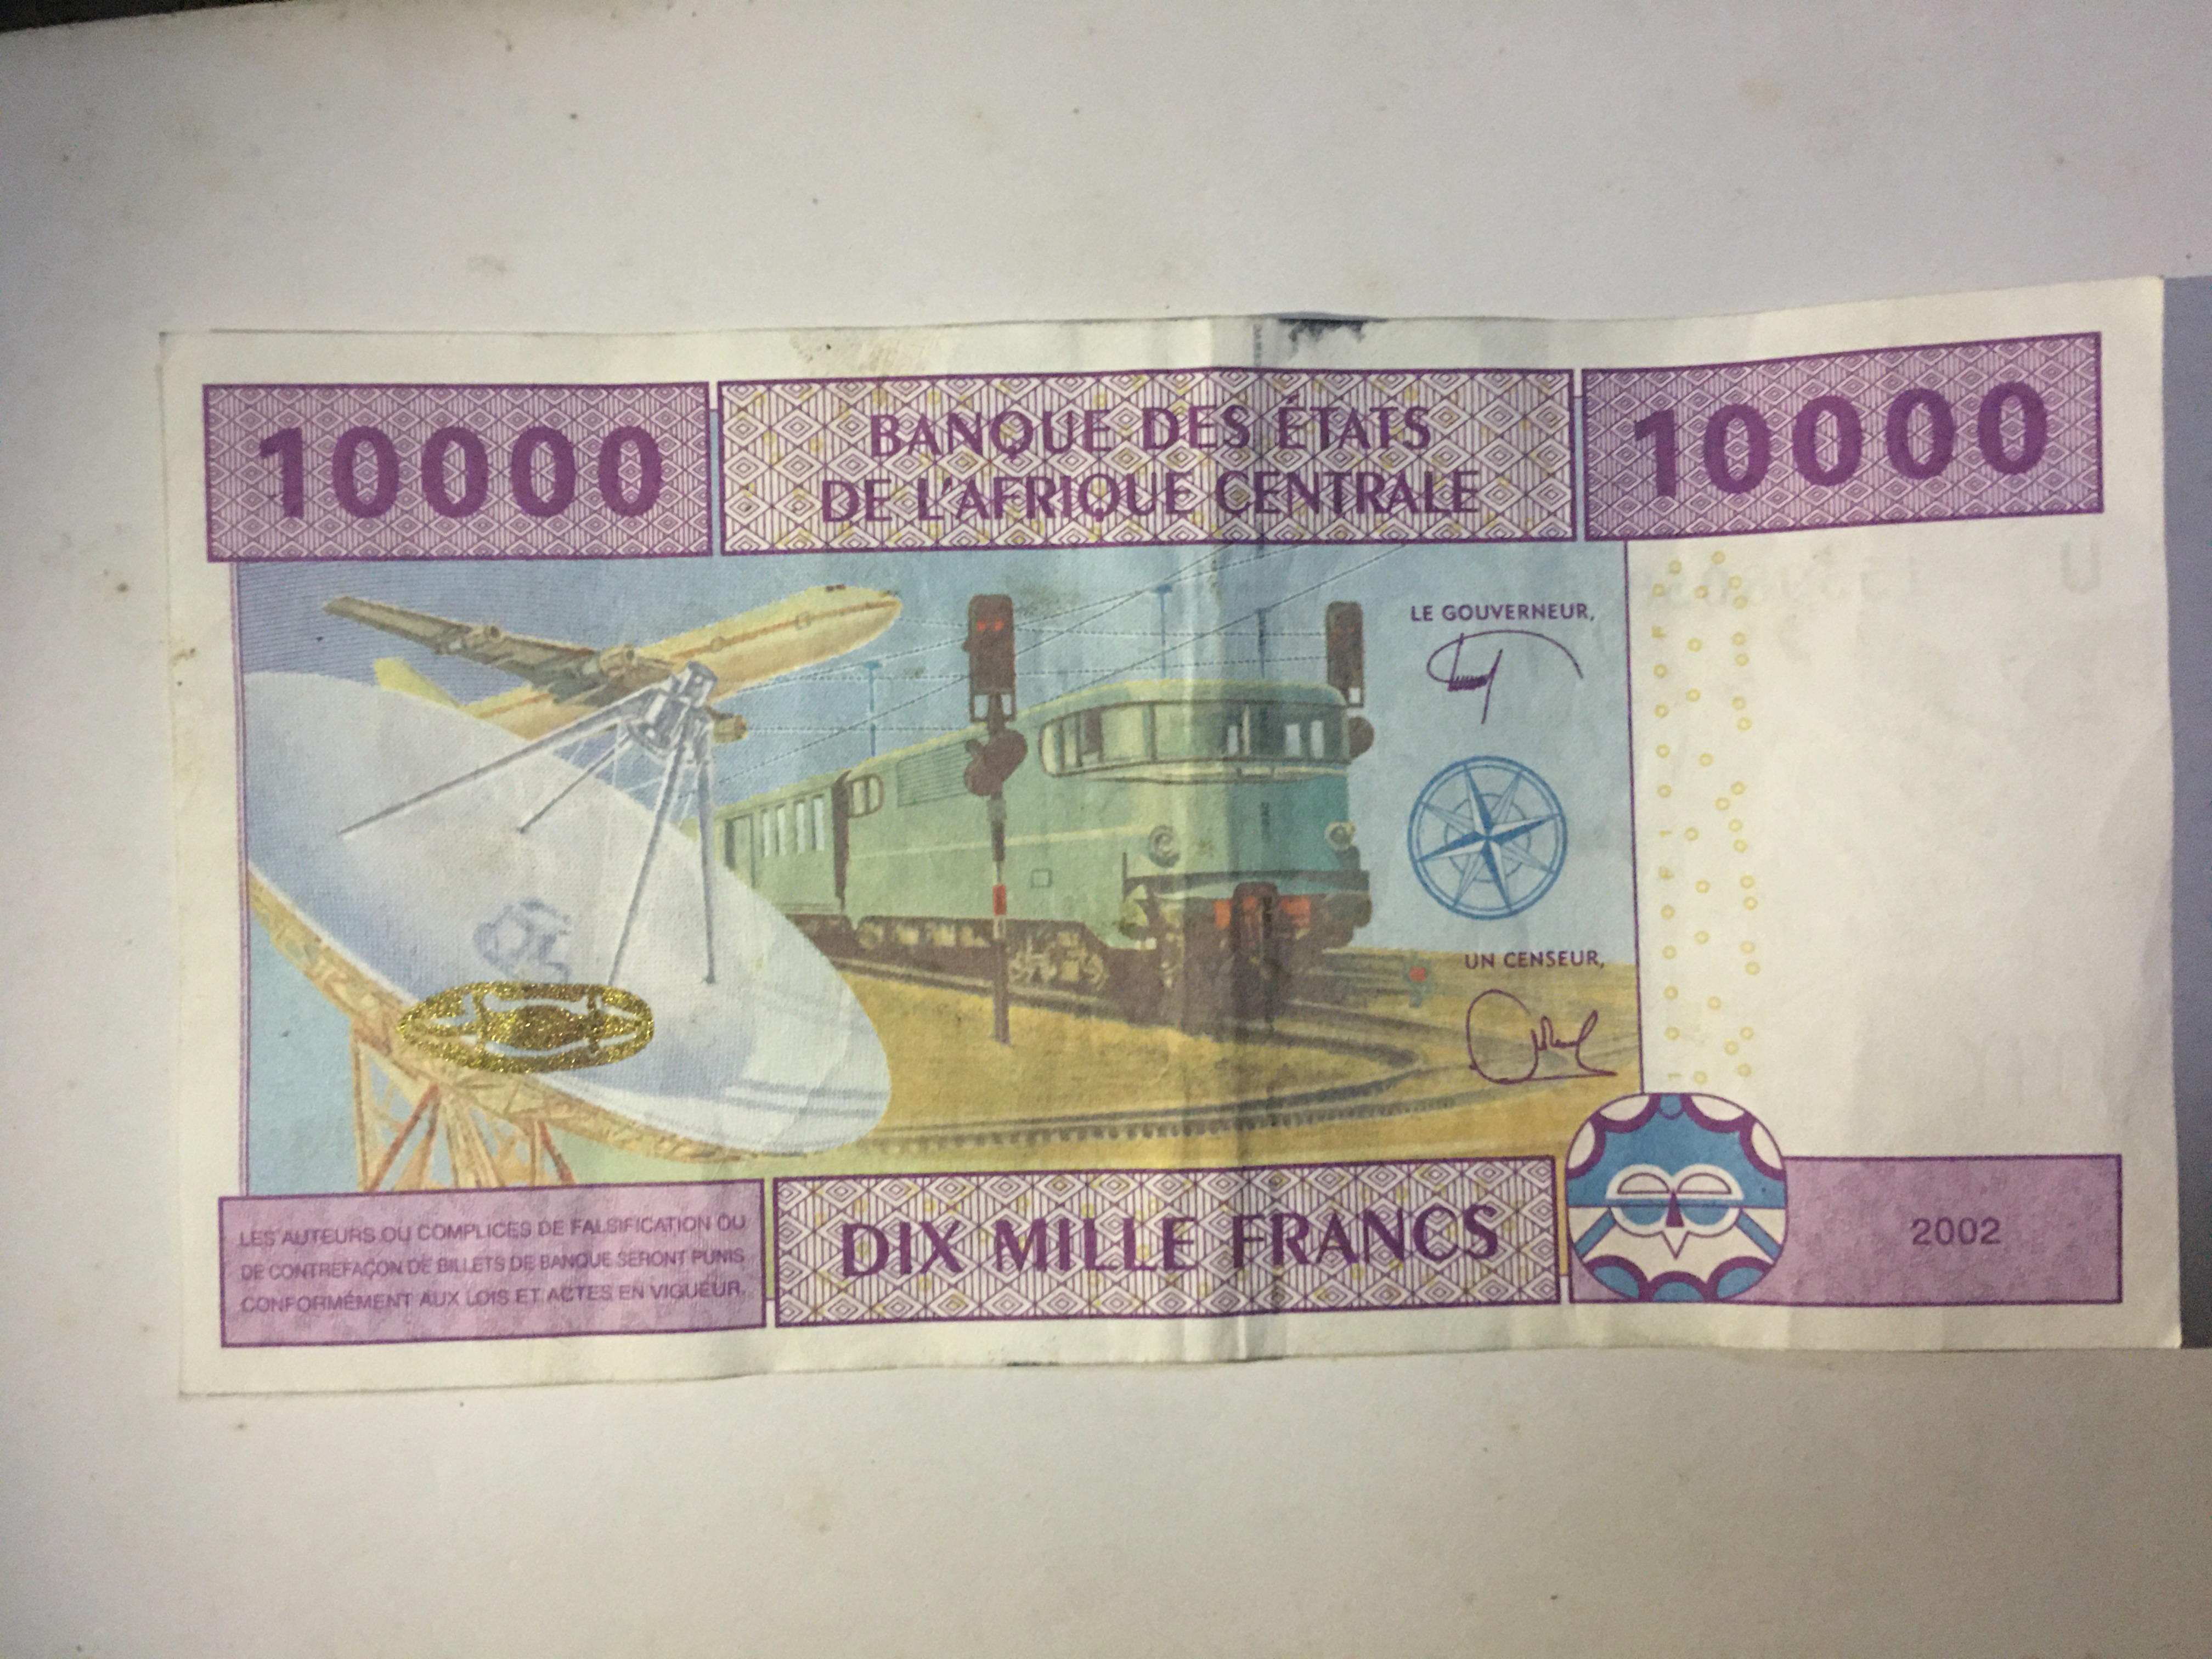 10000
BANQUE DES ÉTATS
DE L'AFRIQUE CENTRALE
10000
LE GOUVERNEUR,
UN CENSEUR,
LES AUTEURS OU COMPLICES DE FALSIFICATION OU
DE CONTREFAÇON DE BILLETS DE BANQUE SERONT PUNIS
CONFORMÉMENT AUX LOIS ET ACTES EN VIGUEUR.
DIX MILLE FRANCS
2002